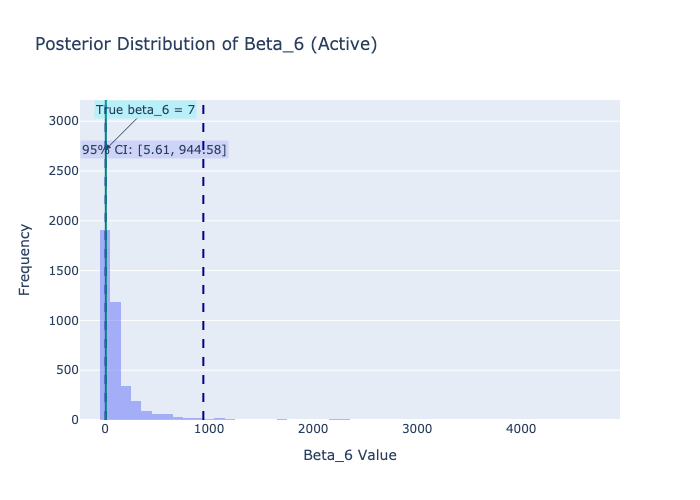 Posterior Distribution of Beta_6 (Active)
True beta_6 = 7
95% CI: [5.61, 944.58]
3000
2500
2000
1500
1000
500
0
Frequency
0 1000 2000 3000 4000
Beta_6 Value